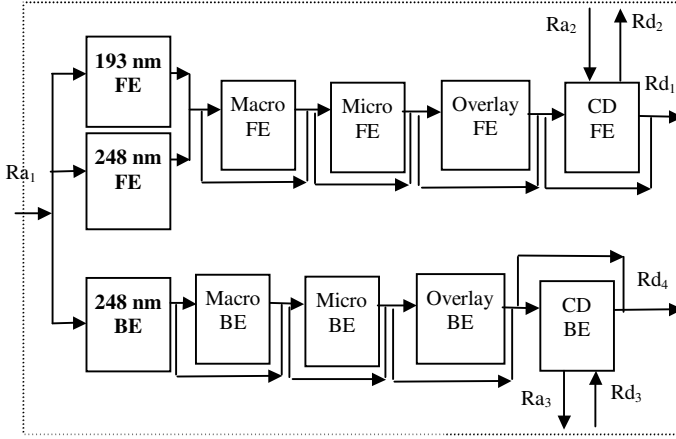 Ra₂
Rd₂
193 nm
FE
Macro
FE
Micro
FE
Overlay
FE
CD
FE
Rd₁
248 nm
FE
Ra₁
248 nm
BE
Macro
BE
Micro
BE
Overlay
BE
CD
BE
Rd₄
Ra₃
Rd₃